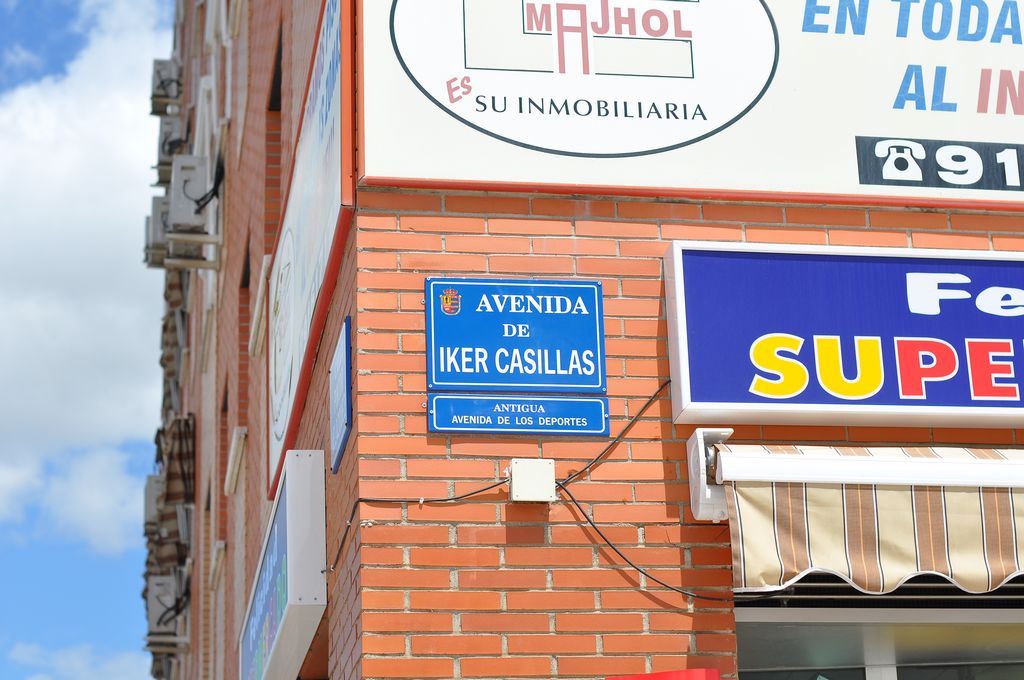 MAJHOL
Es
SU INMOBILIARIA
EN TODA
AL IN
91
AVENIDA
DE
IKER CASILLAS
ANTIGUA
AVENIDA DE LOS DEPORTES
Fe
SUPE